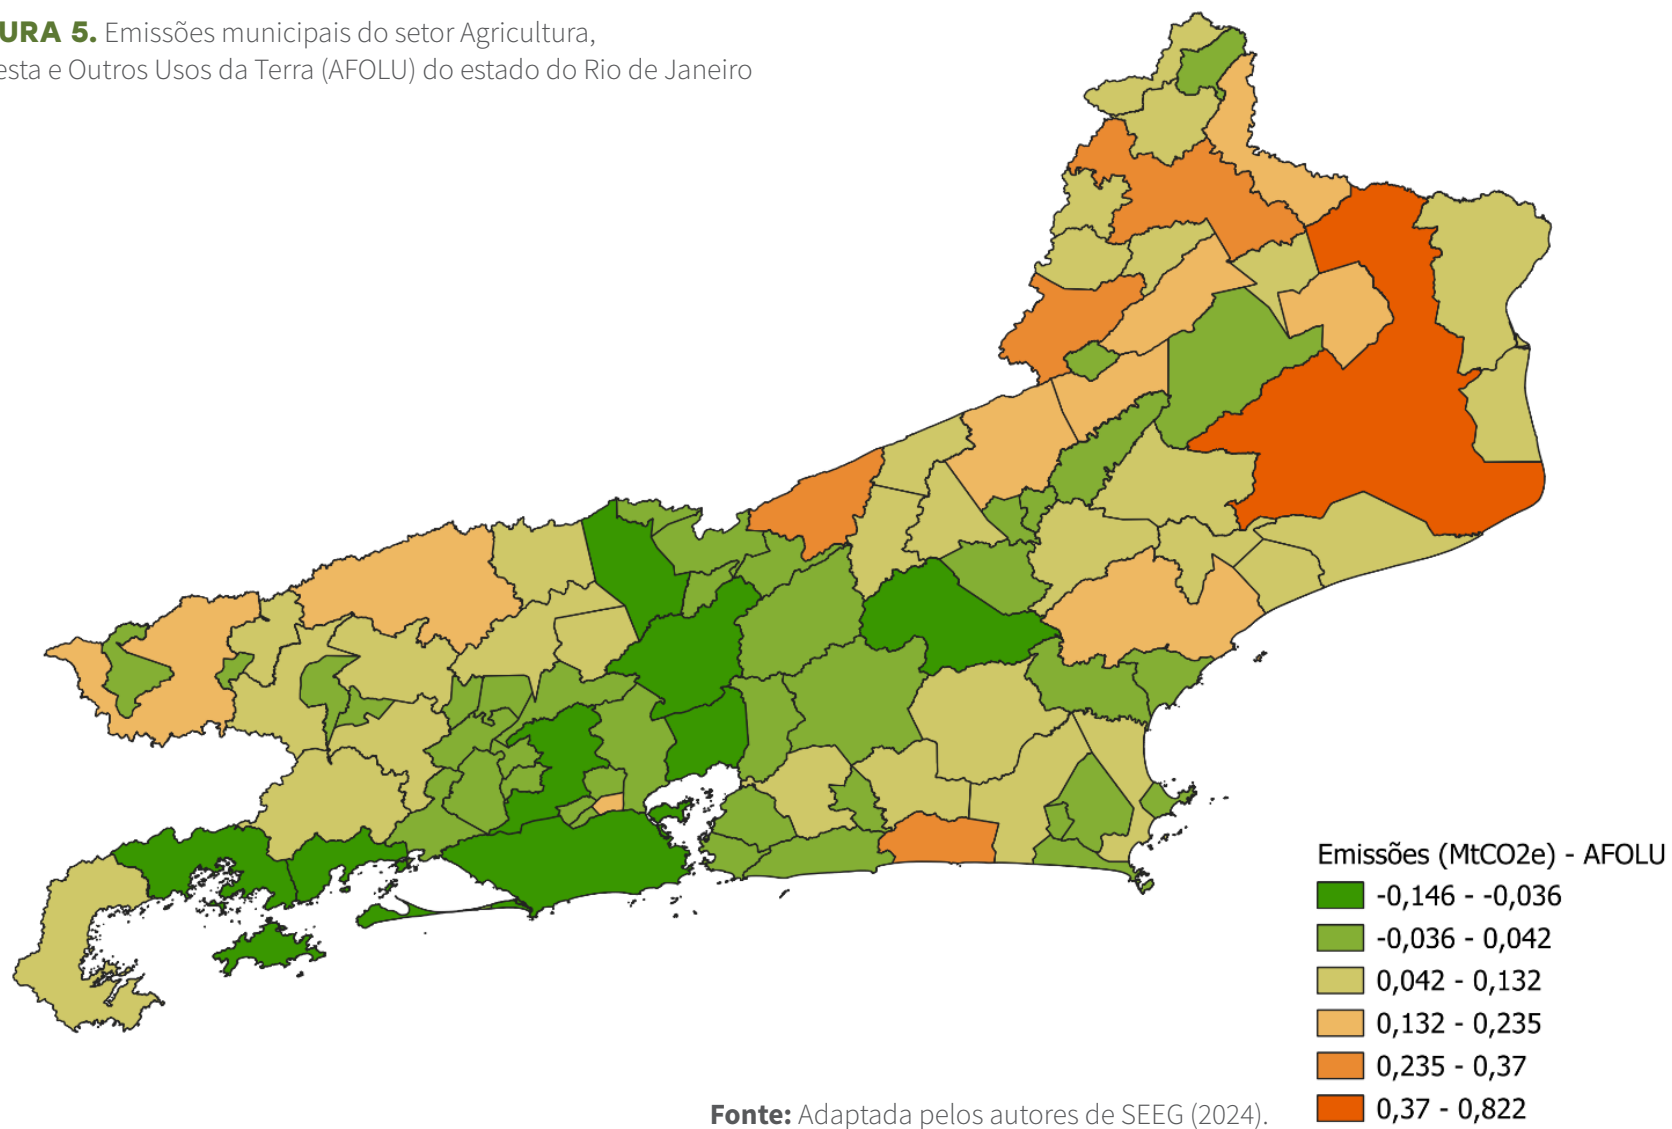 URA 5. Emissões municipais do setor Agricultura,
esta e Outros Usos da Terra (AFOLU) do estado do Rio de Janeiro
Emissões (MtCO2e) - AFOLU
-0,146 - -0,036
-0,036 - 0,042
0,042 - 0,132
0,132 - 0,235
0,235 - 0,37
0,37 - 0,822
Fonte: Adaptada pelos autores de SEEG (2024).